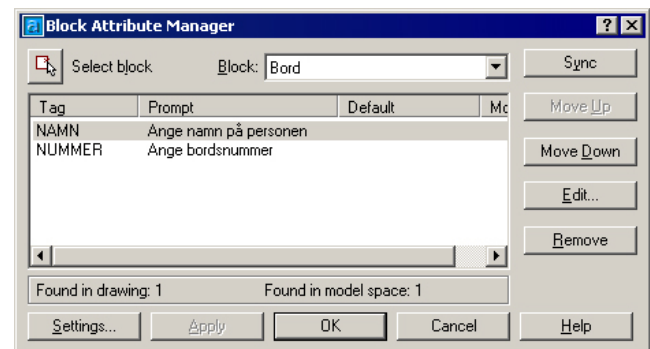 Block Attribute Manager
Select block Block: Bord Sync
Tag Prompt Default Mo Move Up
NAMN Ange namn på personen
NUMMER Ange bordsnummer Move Down
Edit...
Remove
Found in drawing: 1 Found in model space: 1
Settings... Apply OK Cancel Help